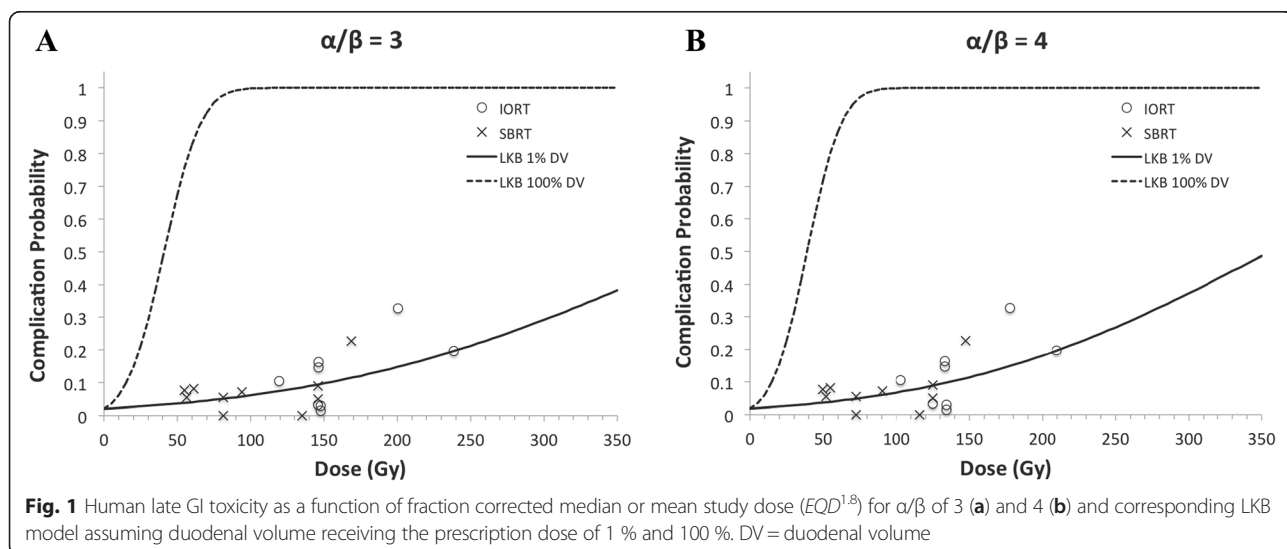 A
α/β = 3
Complication Probability
1
0.9
0.8
0.7
0.6
0.5
0.4
0.3
0.2
0.1
0
IORT
SBRT
LKB 1% DV
LKB 100% DV
0 50 100 150 200 250 300 350
Dose (Gy)
B
α/β = 4
Complication Probability
1
0.9
0.8
0.7
0.6
0.5
0.4
0.3
0.2
0.1
0
IORT
SBRT
LKB 1% DV
LKB 100% DV
0 50 100 150 200 250 300 350
Dose (Gy)
Fig. 1 Human late GI toxicity as a function of fraction corrected median or mean study dose (EQD^1.8) for α/β of 3 (a) and 4 (b) and corresponding LKB
model assuming duodenal volume receiving the prescription dose of 1 % and 100 %. DV = duodenal volume